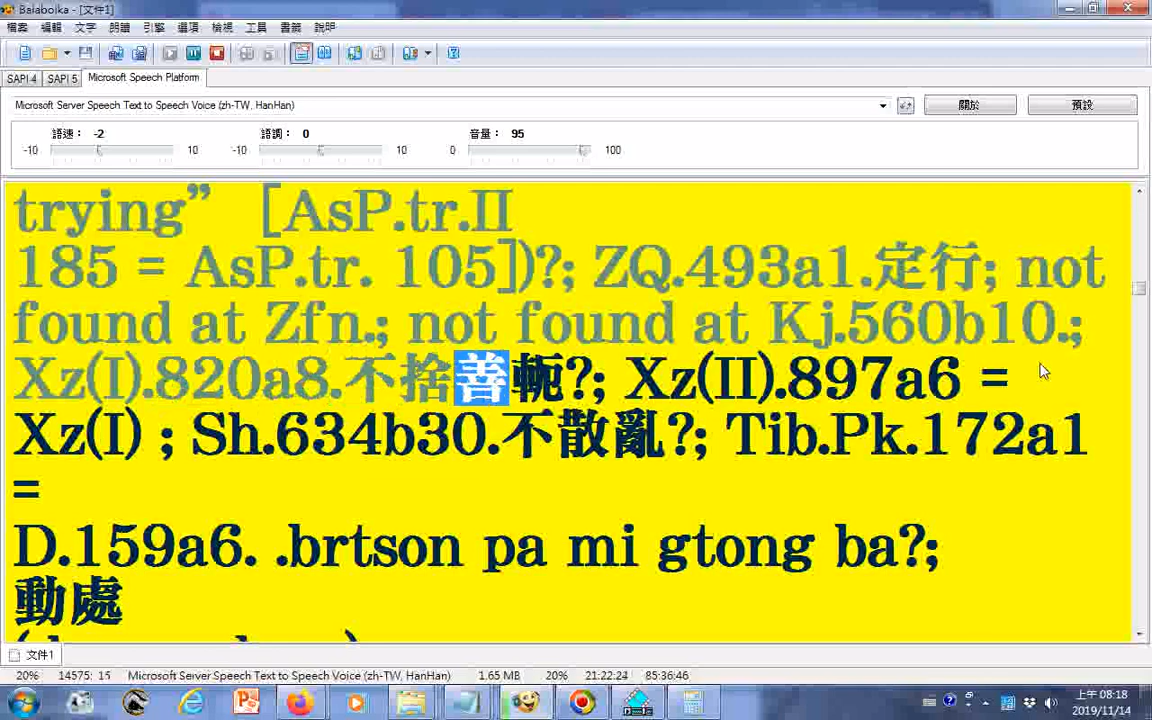 Balabolka - [文件1]
檔案 編輯 文字 朗讀 引擎 選項 檢視 工具 書籤 說明
SAPI 4 SAPI 5 Microsoft Speech Platform
Microsoft Server Speech Text to Speech Voice (zh-TW, HanHan) 關於 預設
語速： -2 語調： 0 音量： 95
-10 10 -10 10 0 100
trying” [AsP.tr.II
185 = AsP.tr. 105])?; ZQ.493a1.定行; not
found at Zfn.; not found at Kj.560b10.;
Xz(I).820a8.不捨善軛?; Xz(II).897a6 =
Xz(I) ; Sh.634b30.不散亂?; Tib.Pk.172a1
=
D.159a6. .brtson pa mi gtong ba?;
動處
文件1
20% 14575: 15 Microsoft Server Speech Text to Speech Voice (zh-TW, HanHan) 1.65 MB 20% 21:22:24 85:36:46
上午 08:18
2019/11/14